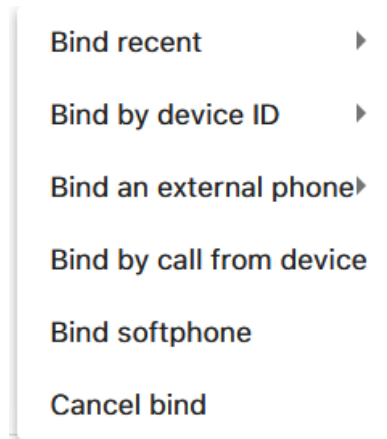 Bind recent
Bind by device ID
Bind an external phone
Bind by call from device
Bind softphone
Cancel bind